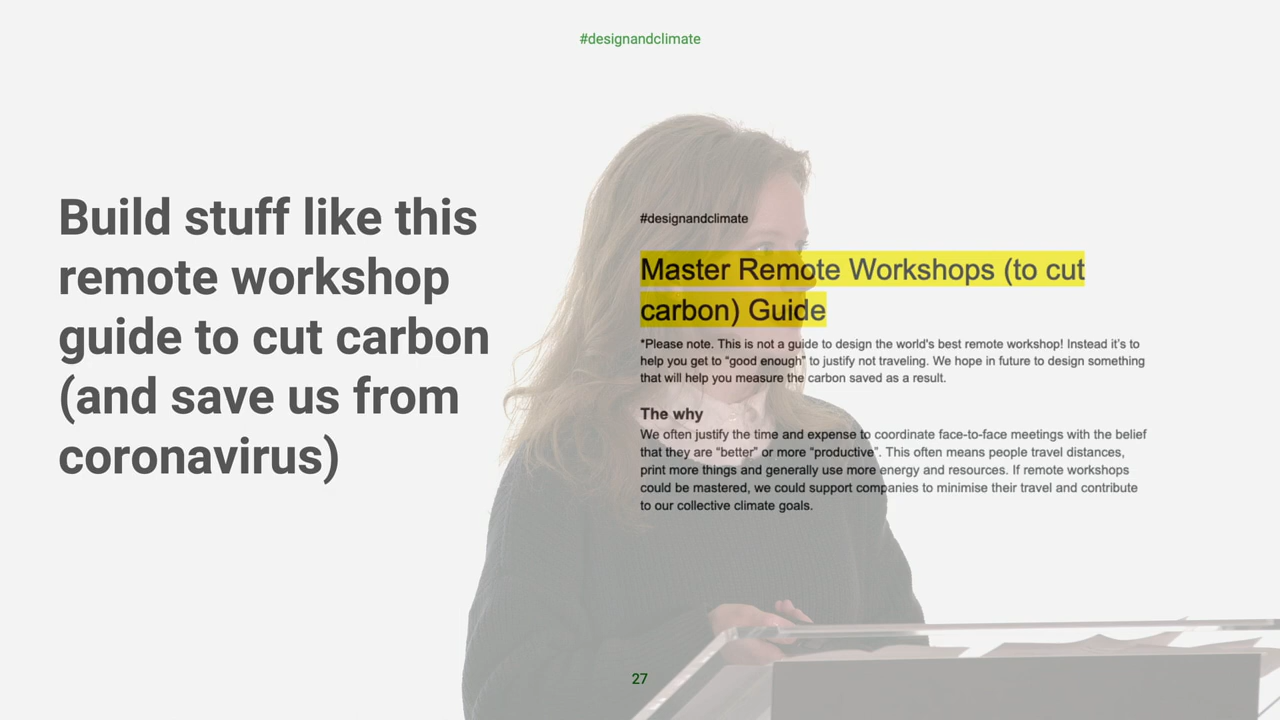 #designandclimate
Build stuff like this
remote workshop
guide to cut carbon
(and save us from
coronavirus)
#designandclimate
Master Remote Workshops (to cut
carbon) Guide
*Please note. This is not a guide to design the world's best remote workshop! Instead it's to
help you get to “good enough” to justify not traveling. We hope in future to design something
that will help you measure the carbon saved as a result.
The why
We often justify the time and expense to coordinate face-to-face meetings with the belief
that they are “better” or more “productive”. This often means people travel distances,
print more things and generally use more energy and resources. If remote workshops
could be mastered, we could support companies to minimise their travel and contribute
to our collective climate goals.
27